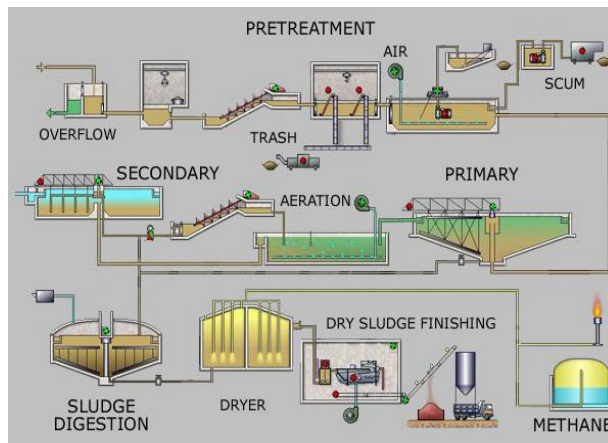 PRETREATMENT
AIR
OVERFLOW
TRASH
SCUM
SECONDARY
AERATION
PRIMARY
DRY SLUDGE FINISHING
SLUDGE
DIGESTION
DRYER
METHANE